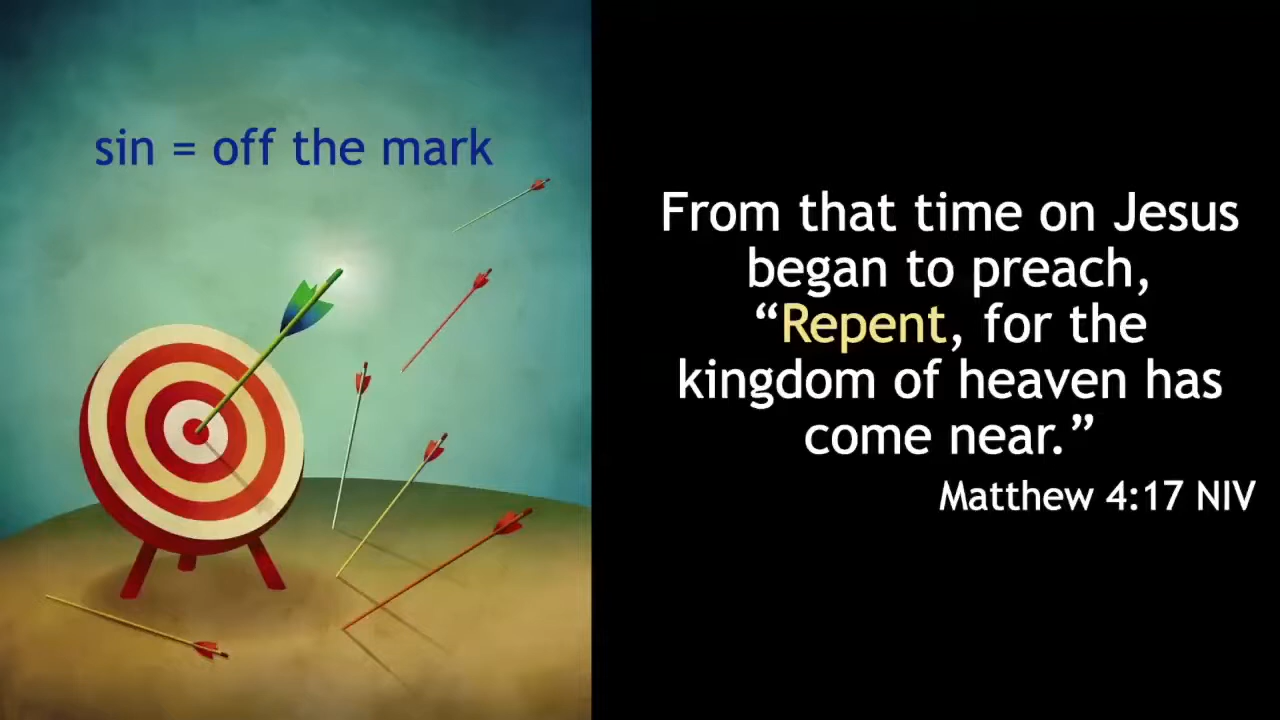 sin = off the mark
From that time on Jesus
began to preach,
“Repent, for the
kingdom of heaven has
come near.”
Matthew 4:17 NIV